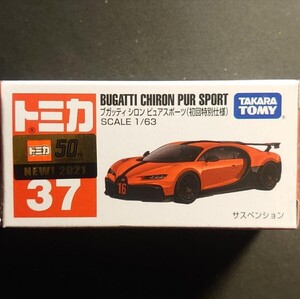 トミカ
トミカ 50th
NEW! 2021
37
BUGATTI CHIRON PUR SPORT
ブガッティ シロン ピュアスポーツ(初回特別仕様)
SCALE 1/63
TAKARA
TOMY
16
サスペンション